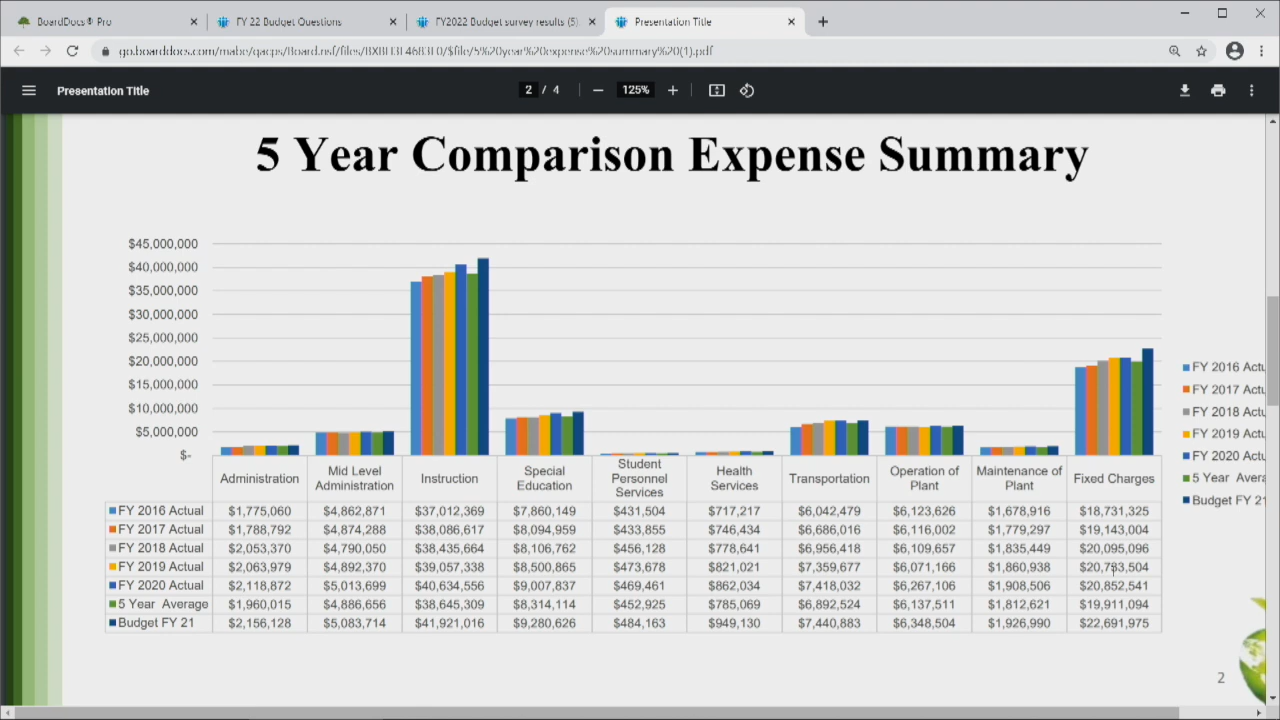 BoardDocs® Pro
FY 22 Budget Questions
FY2022 Budget survey results (5).
Presentation Title
Presentation Title
2 / 4
125%
5 Year Comparison Expense Summary
$45,000,000
$40,000,000
$35,000,000
$30,000,000
$25,000,000
$20,000,000
$15,000,000
$10,000,000
$5,000,000
$-
Administration Mid Level Administration Instruction Special Education Student Personnel Services Health Services Transportation Operation of Plant Maintenance of Plant Fixed Charges
FY 2016 Actual $1,775,060 $4,862,871 $37,012,369 $7,860,149 $431,504 $717,217 $6,042,479 $6,123,626 $1,678,916 $18,731,325
FY 2017 Actual $1,788,792 $4,874,288 $38,086,617 $8,094,959 $433,855 $746,434 $6,686,016 $6,116,002 $1,779,297 $19,143,004
FY 2018 Actual $2,053,370 $4,790,050 $38,435,664 $8,106,762 $456,128 $778,641 $6,956,418 $6,109,657 $1,835,449 $20,095,096
FY 2019 Actual $2,063,979 $4,892,370 $39,057,338 $8,500,865 $473,678 $821,021 $7,359,677 $6,071,166 $1,860,938 $20,733,504
FY 2020 Actual $2,118,872 $5,013,699 $40,634,556 $9,007,837 $469,461 $862,034 $7,418,032 $6,267,106 $1,908,506 $20,852,541
5 Year Average $1,960,015 $4,886,656 $38,645,309 $8,314,114 $452,925 $785,069 $6,892,524 $6,137,511 $1,812,621 $19,911,094
Budget FY 21 $2,156,128 $5,083,714 $41,921,016 $9,280,626 $484,163 $949,130 $7,440,883 $6,348,504 $1,926,990 $22,691,975
FY 2016 Actu
FY 2017 Actu
FY 2018 Actu
FY 2019 Actu
FY 2020 Actu
5 Year Avera
Budget FY 21
2